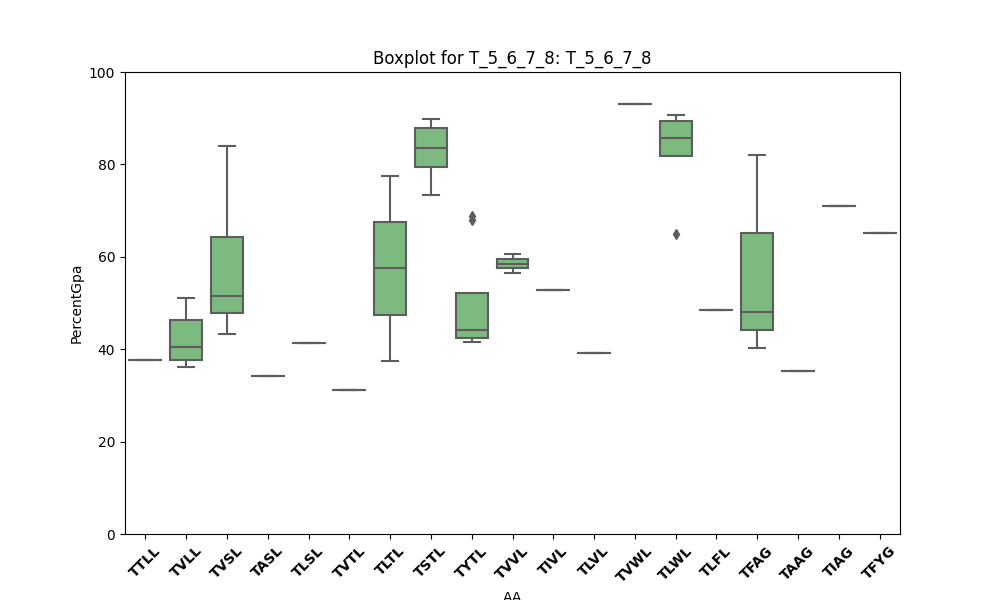 Boxplot for T_5_6_7_8: T_5_6_7_8
100
80
60
40
20
0
PercentGpa
TTLL
TVLL
TVSL
TASL
TLSL
TVTL
TLTL
TSTL
TYTL
TVVL
TIVL
TLVL
TVWL
TLWL
TLFL
TFAG
TAAG
TIAG
TFYG
AA